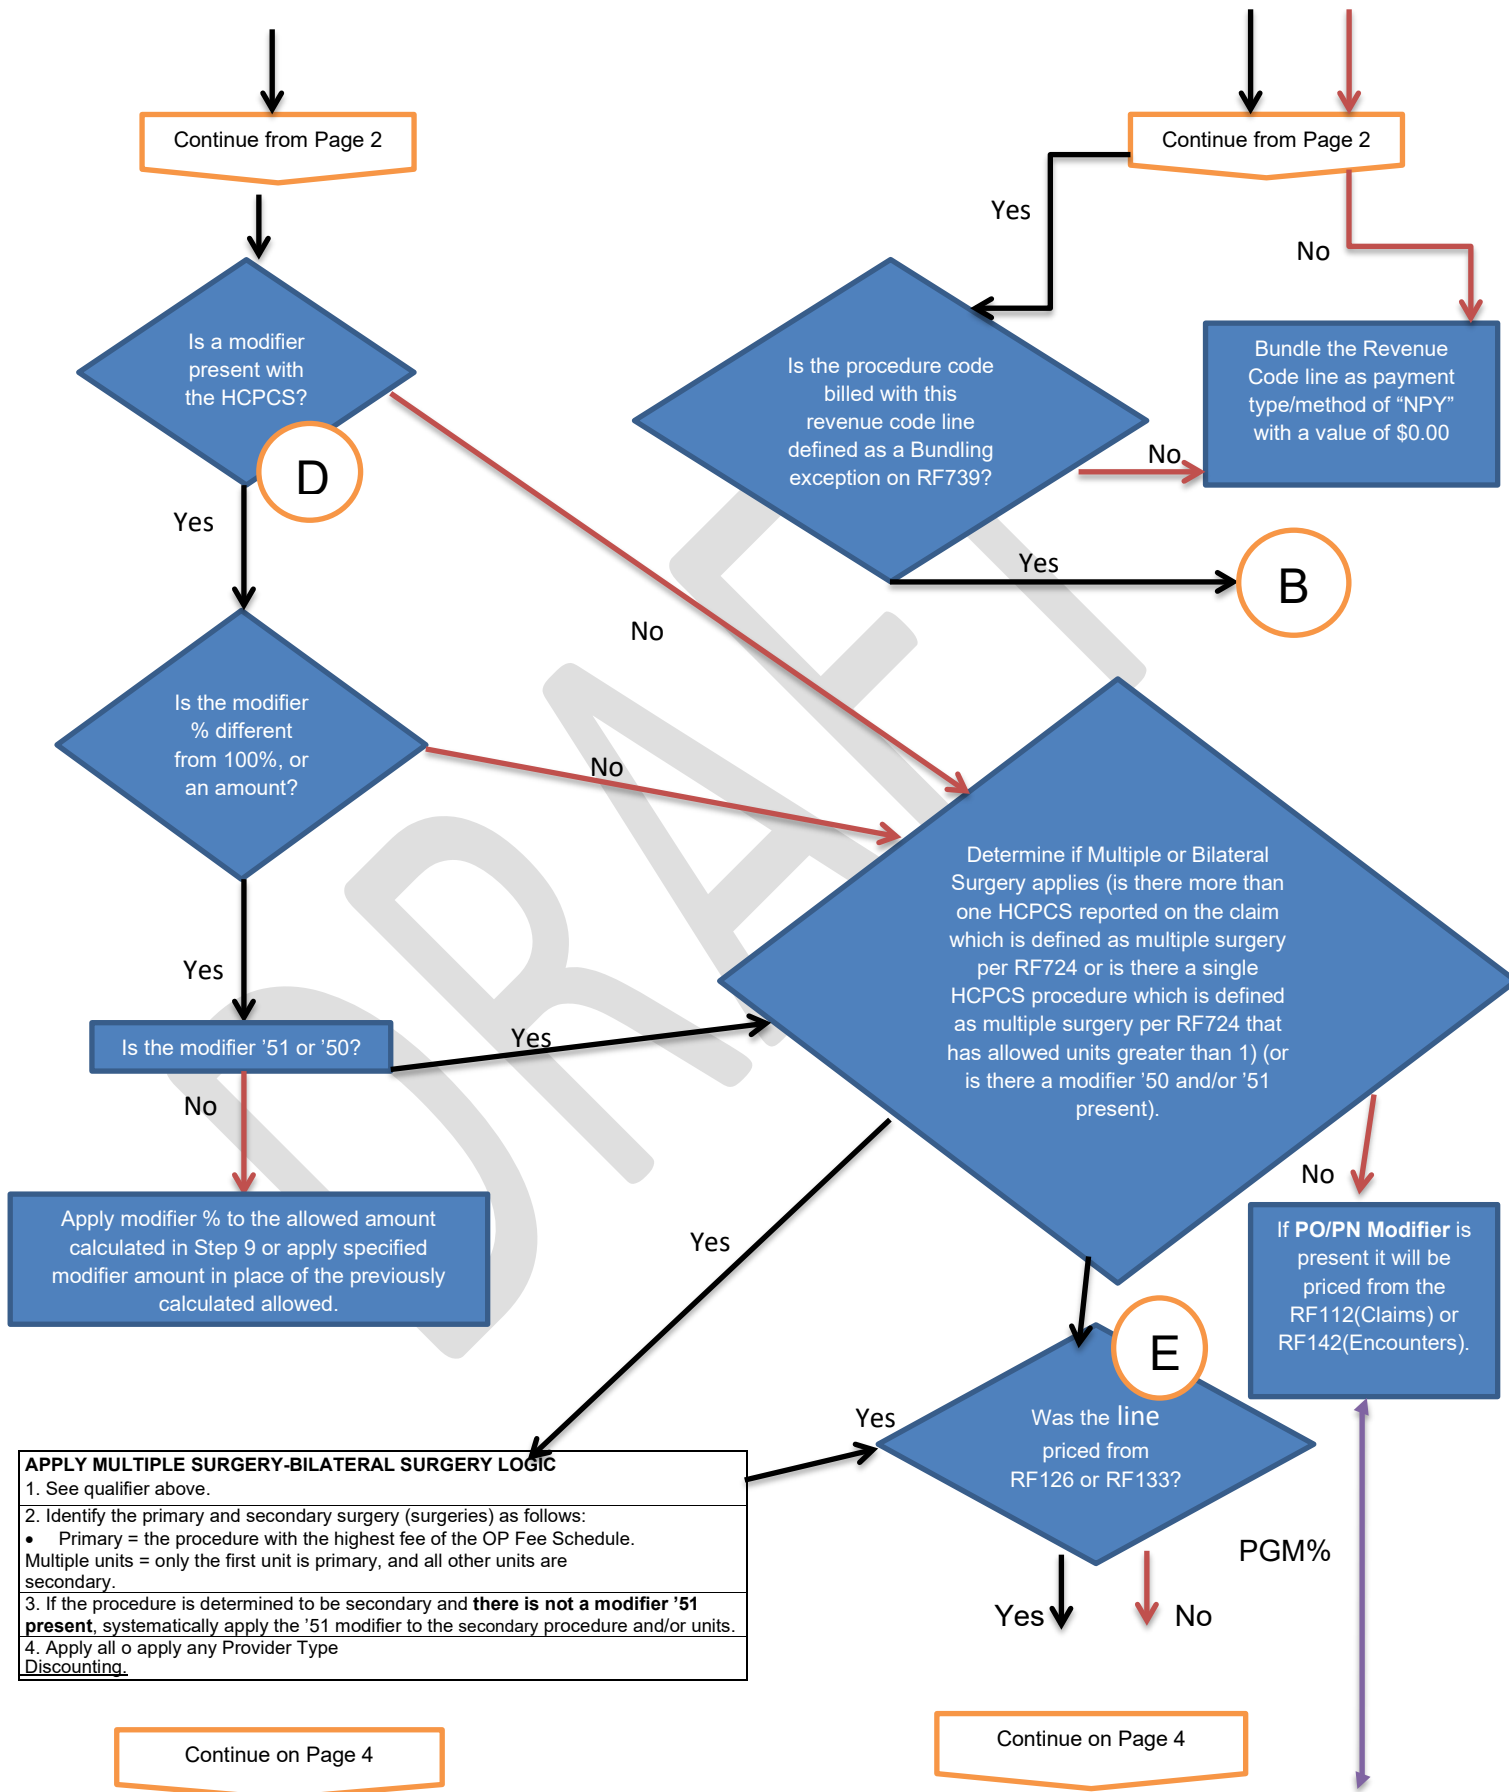 Continue from Page 2
Continue from Page 2
Yes
No
Is a modifier
present with
the HCPCS?
D
Is the procedure code
billed with this
revenue code line
defined as a Bundling
exception on RF739?
Bundle the Revenue
Code line as payment
type/method of “NPY”
with a value of $0.00
No
Yes
Yes
B
No
Is the modifier
% different
from 100%, or
an amount?
No
Determine if Multiple or Bilateral
Surgery applies (is there more than
one HCPCS reported on the claim
which is defined as multiple surgery
per RF724 or is there a single
HCPCS procedure which is defined
as multiple surgery per RF724 that
has allowed units greater than 1) (or
is there a modifier ’50 and/or ’51
present).
Yes
Is the modifier ’51 or ’50?
Yes
No
Apply modifier % to the allowed amount
calculated in Step 9 or apply specified
modifier amount in place of the previously
calculated allowed.
Yes
No
If PO/PN Modifier is
present it will be
priced from the
RF112(Claims) or
RF142(Encounters).
E
Was the line
priced from
RF126 or RF133?
Yes
APPLY MULTIPLE SURGERY-BILATERAL SURGERY LOGIC
1. See qualifier above.
2. Identify the primary and secondary surgery (surgeries) as follows:
• Primary = the procedure with the highest fee of the OP Fee Schedule.
Multiple units = only the first unit is primary, and all other units are
secondary.
3. If the procedure is determined to be secondary and there is not a modifier ’51
present, systematically apply the ’51 modifier to the secondary procedure and/or units.
4. Apply all o apply any Provider Type
Discounting.
PGM%
Yes
No
Continue on Page 4
Continue on Page 4
DRAFT